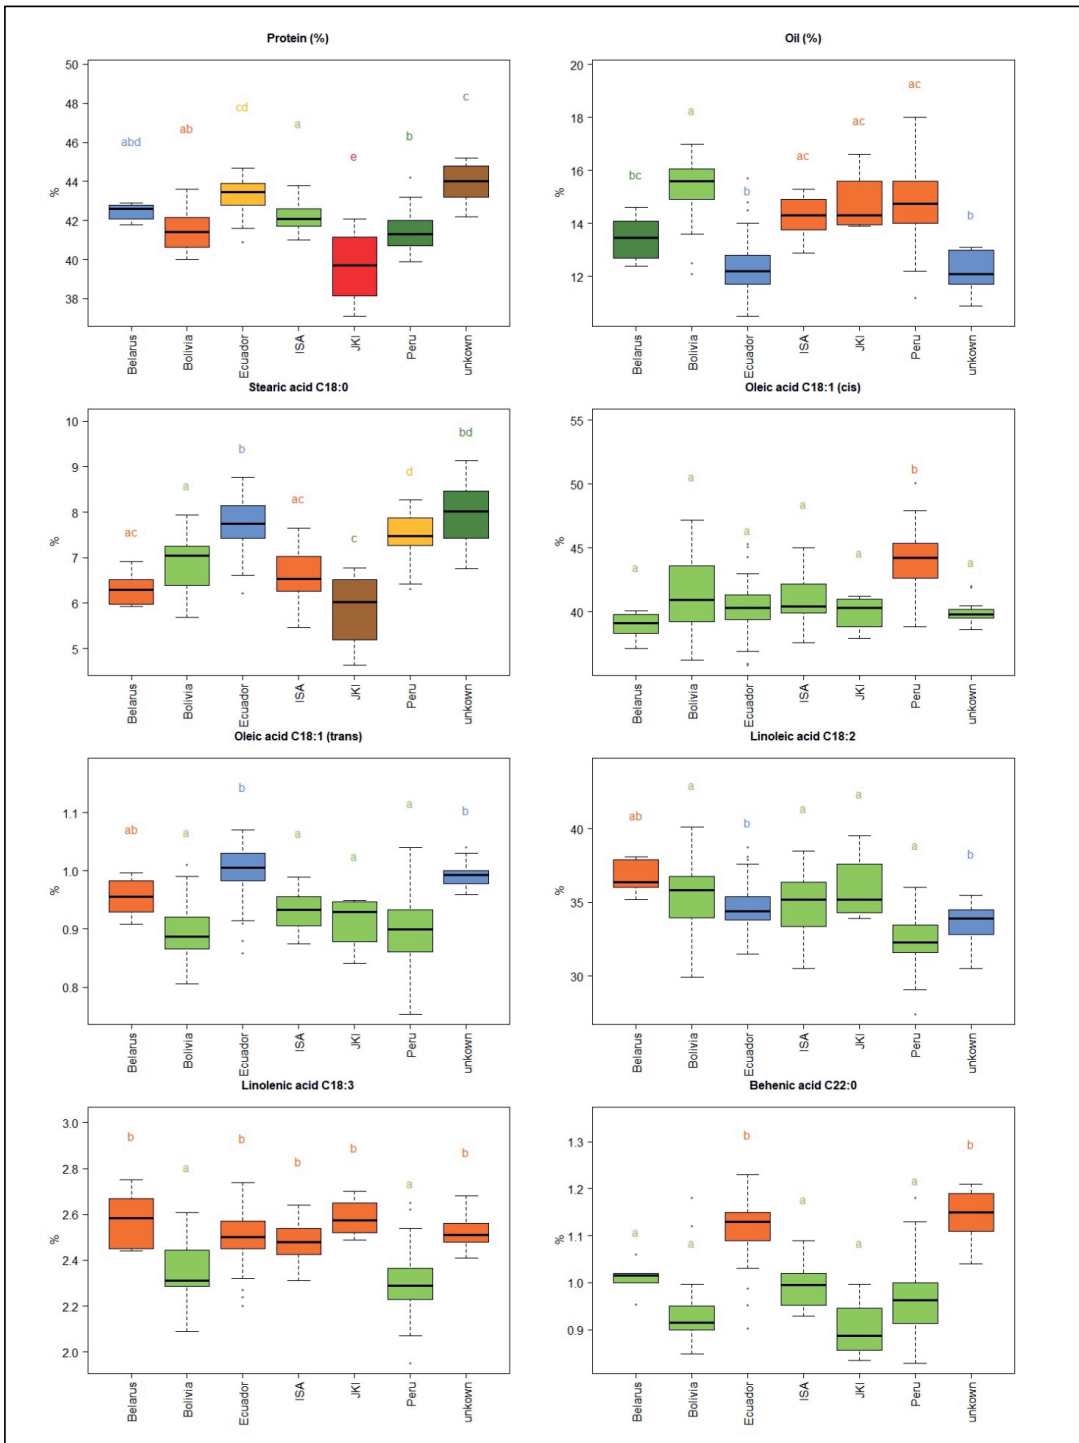 Protein (%)
50
48
46
44
42
40
38
%
abd
ab
cd
a
e
b
c
Belarus
Bolivia
Ecuador
ISA
JKI
Peru
unkown
Oil (%)
20
18
16
14
12
%
bc
a
b
ac
ac
ac
b
Belarus
Bolivia
Ecuador
ISA
JKI
Peru
unkown
Stearic acid C18:0
10
9
8
7
6
5
%
ac
a
b
ac
c
d
bd
Belarus
Bolivia
Ecuador
ISA
JKI
Peru
unkown
Oleic acid C18:1 (cis)
55
50
45
40
%
a
a
a
a
a
b
a
Belarus
Bolivia
Ecuador
ISA
JKI
Peru
unkown
Oleic acid C18:1 (trans)
1.1
1.0
0.9
0.8
%
ab
a
b
a
a
a
b
Belarus
Bolivia
Ecuador
ISA
JKI
Peru
unkown
Linoleic acid C18:2
40
35
30
%
ab
a
b
a
a
a
b
Belarus
Bolivia
Ecuador
ISA
JKI
Peru
unkown
Linolenic acid C18:3
3.0
2.8
2.6
2.4
2.2
2.0
%
b
a
b
b
b
a
b
Belarus
Bolivia
Ecuador
ISA
JKI
Peru
unkown
Behenic acid C22:0
1.3
1.2
1.1
1.0
0.9
%
a
a
b
a
a
a
b
Belarus
Bolivia
Ecuador
ISA
JKI
Peru
unkown